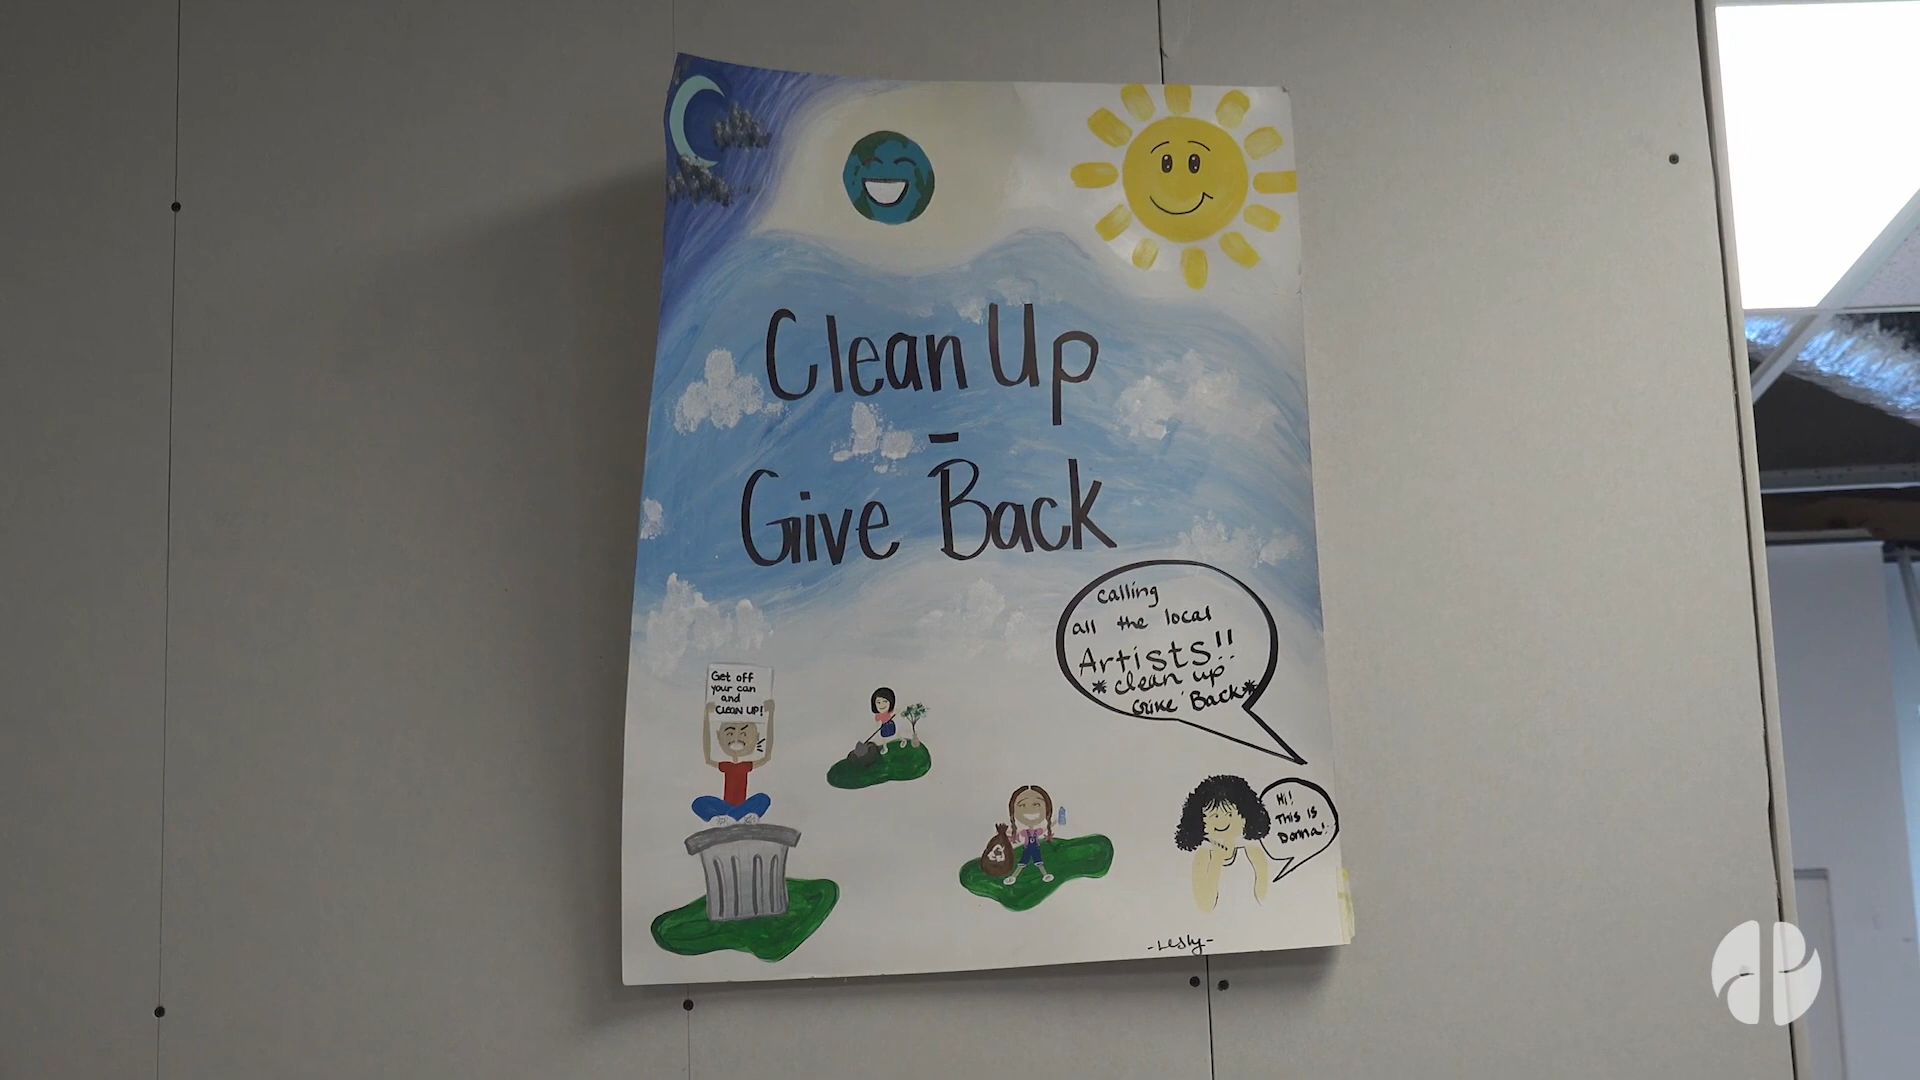 Clean Up
-
Give Back
calling
all the local
Artists!!
*clean up
Give Back*
Get off
your can
and
CLEAN UP!
Hi!
This is
Donna!
-Lesly-